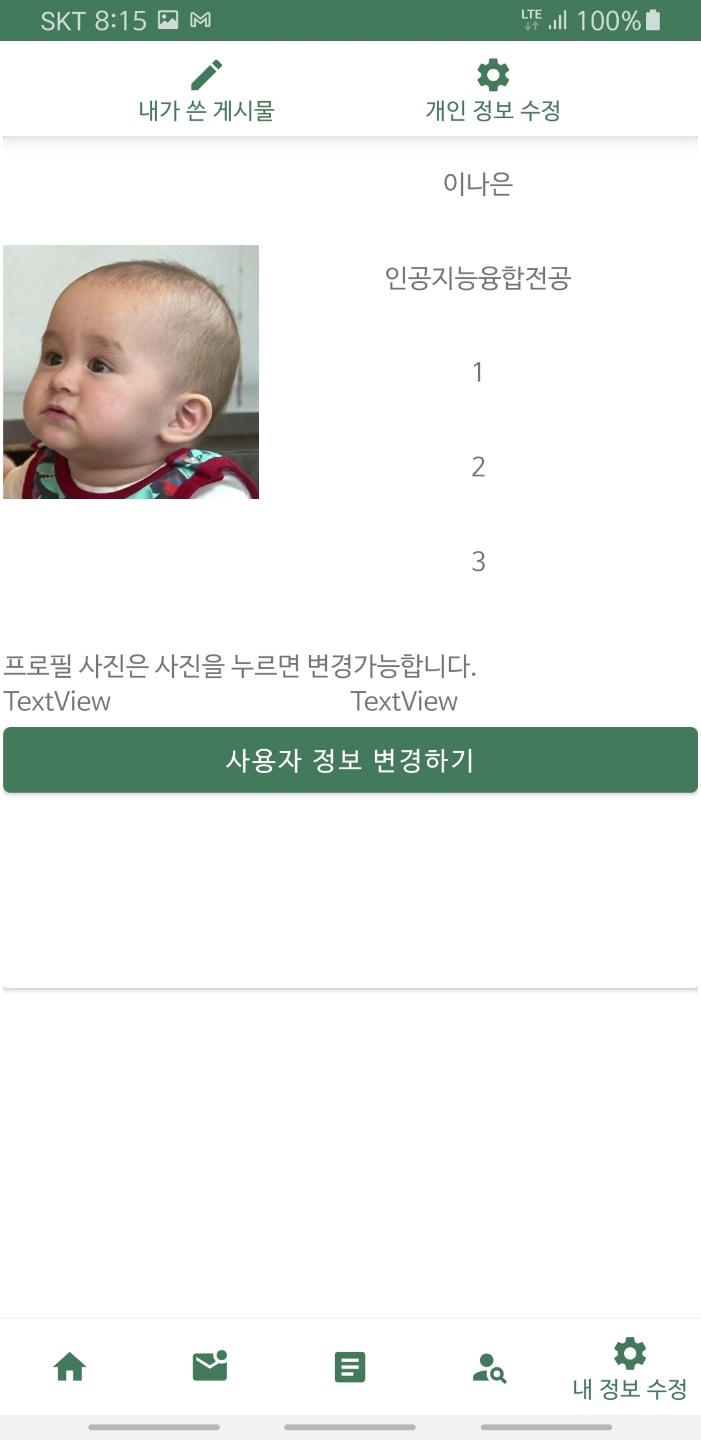 SKT 8:15 LTE 100%
내가 쓴 게시물 개인 정보 수정
이나은
인공지능융합전공
1
2
3
프로필 사진은 사진을 누르면 변경가능합니다.
TextView TextView
사용자 정보 변경하기
내 정보 수정